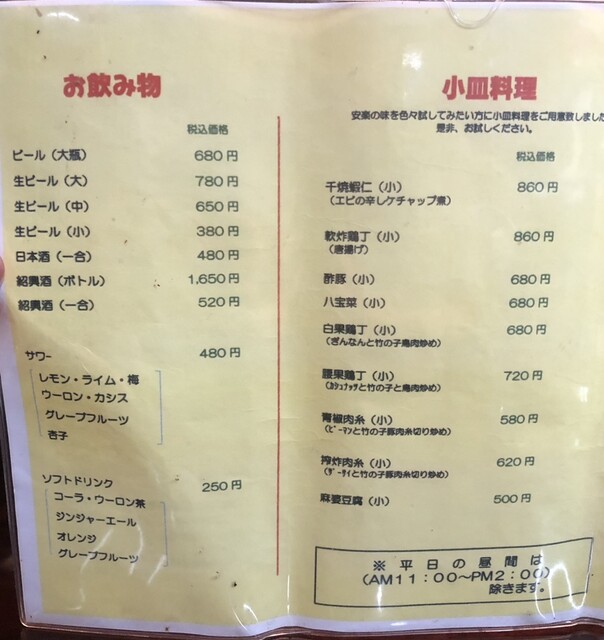 お飲み物
税込価格
ビール（大瓶） 680円
生ビール（大） 780円
生ビール（中） 650円
生ビール（小） 380円
日本酒（一合） 480円
紹興酒（ボトル） 1,650円
紹興酒（一合） 520円
サワー 480円
レモン・ライム・梅
ウーロン・カシス
グレープフルーツ
杏子
ソフトドリンク 250円
コーラ・ウーロン茶
ジンジャーエール
オレンジ
グレープフルーツ
小皿料理
安楽の味を色々試してみたい方に小皿料理をご用意致しました
是非、お試しください。
税込価格
干焼蝦仁（小） 860円
（エビの辛しケチャップ煮）
軟炸鶏丁（小） 860円
（唐揚げ）
酢豚（小） 680円
八宝菜（小） 680円
白果鶏丁（小） 680円
（ぎんなんと竹の子鳥肉炒め）
腰果鶏丁（小） 720円
（ｶｼｭﾅｯﾂと竹の子と鳥肉炒め）
青椒肉糸（小） 580円
（ﾋﾟｰﾏﾝと竹の子豚肉糸切り炒め）
搾炸肉糸（小） 620円
（ｻﾞｰｻｲと竹の子豚肉糸切り炒め）
麻婆豆腐（小） 500円
※平日の昼間は
（AM11：00～PM2：00）
除きます。